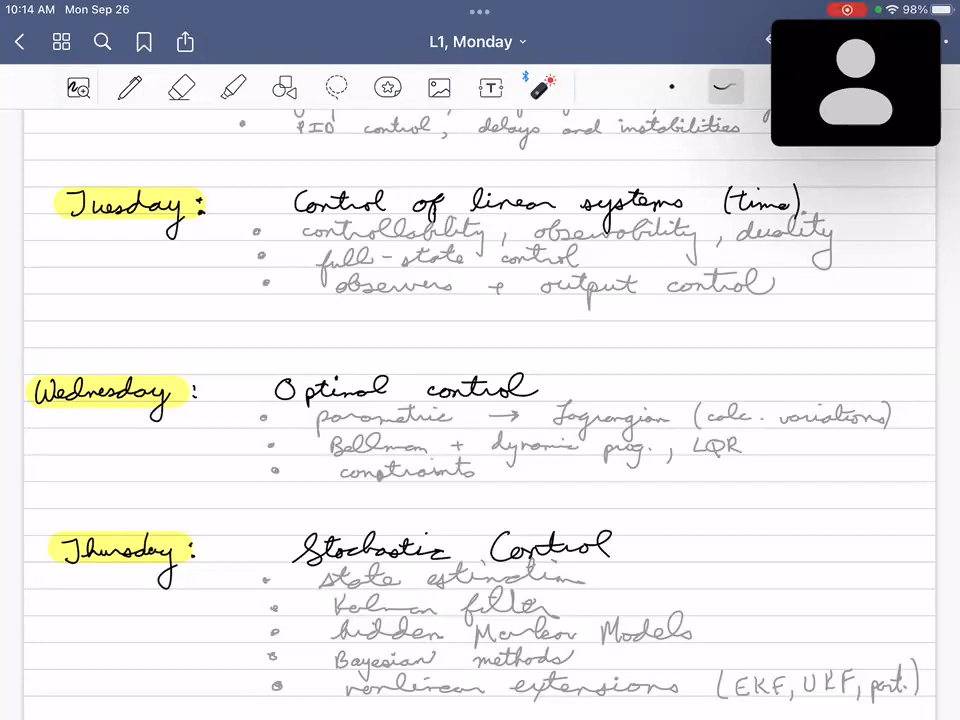 10:14 AM Mon Sep 26
98%
L1, Monday
T
• PID control, delays and instabilities
Tuesday: Control of linear systems (time)
• controllability, observability, duality
• full-state control
• observers + output control
Wednesday: Optimal control
• parametric → Lagrangian (calc. variations)
• Bellman + dynamic prog., LQR
• constraints
Thursday: Stochastic Control
• state estimation
• Kalman filter
• hidden Markov Models
• Bayesian methods
• nonlinear extensions (EKF, UKF, part.)